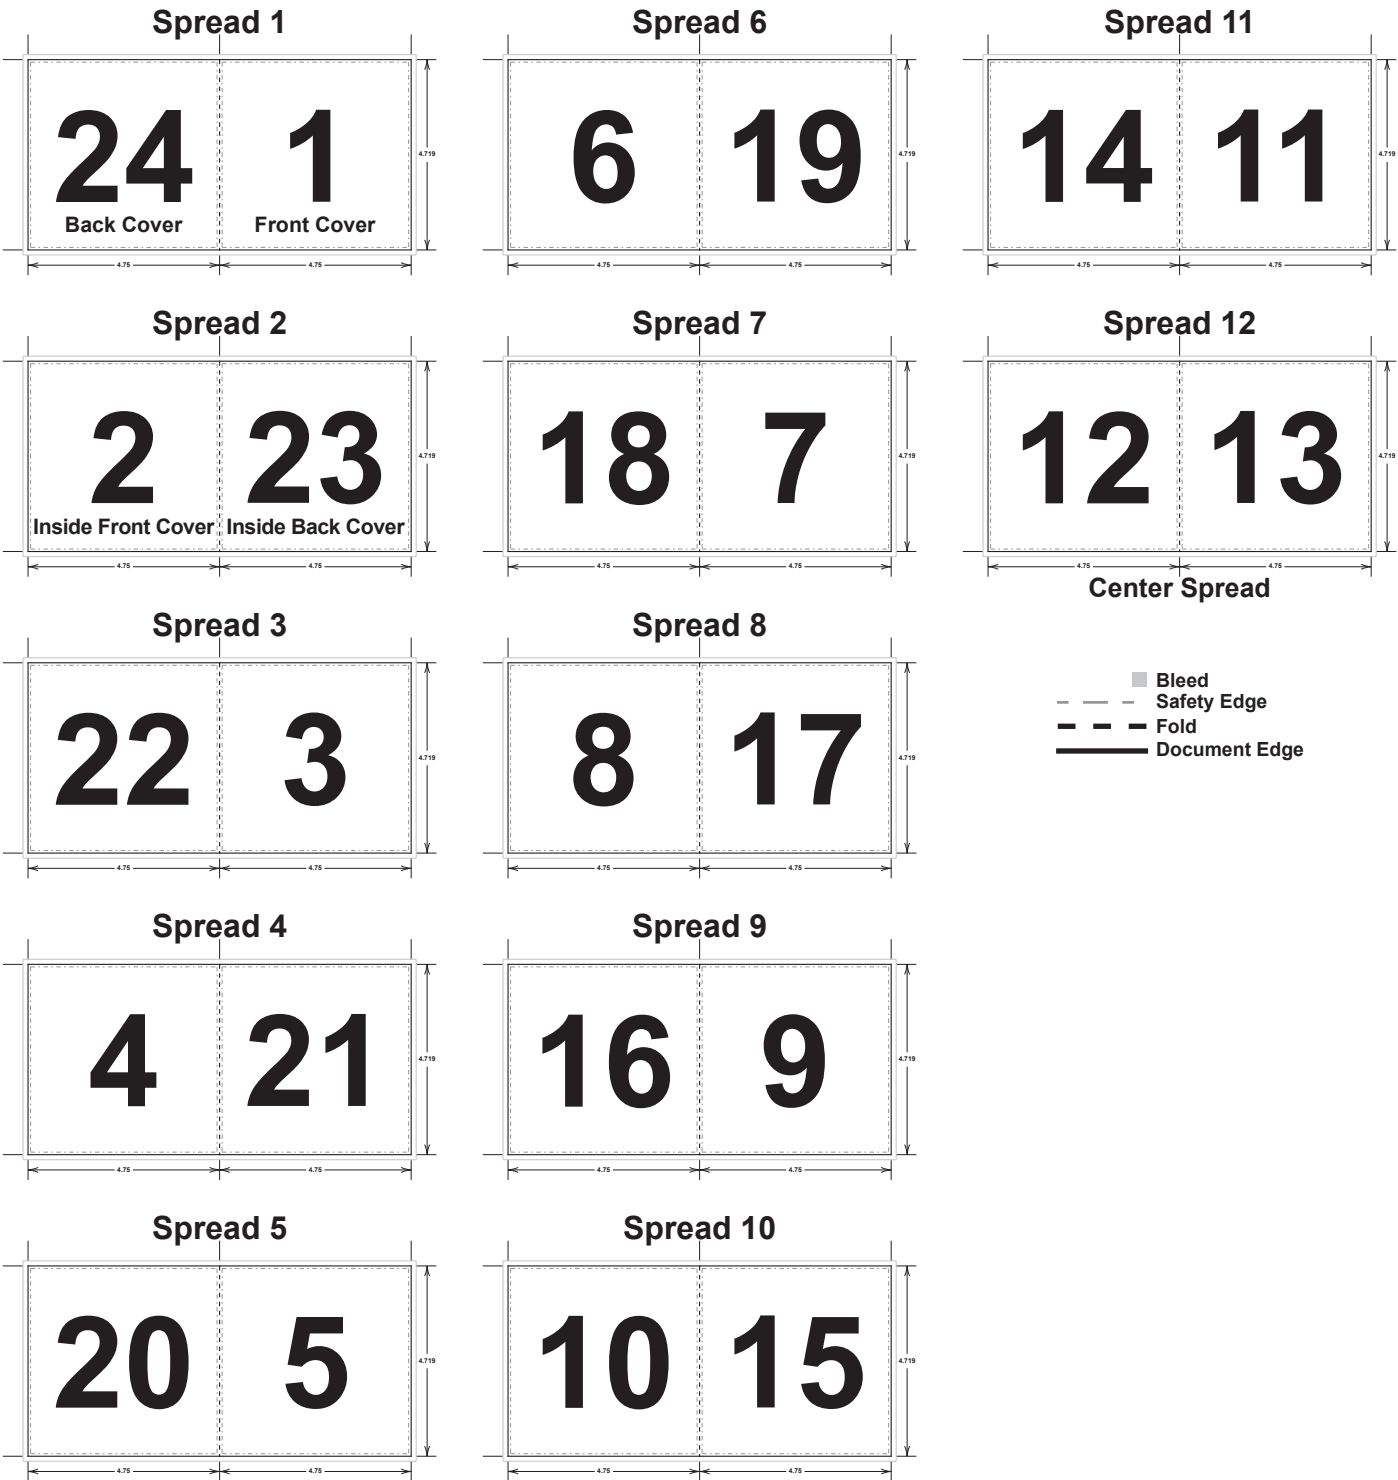 Spread 1
24 1
Back Cover Front Cover
4.719
4.75 4.75
Spread 2
2 23
Inside Front Cover Inside Back Cover
4.719
4.75 4.75
Spread 3
22 3
4.719
4.75 4.75
Spread 4
4 21
4.719
4.75 4.75
Spread 5
20 5
4.719
4.75 4.75
Spread 6
6 19
4.719
4.75 4.75
Spread 7
18 7
4.719
4.75 4.75
Spread 8
8 17
4.719
4.75 4.75
Spread 9
16 9
4.719
4.75 4.75
Spread 10
10 15
4.719
4.75 4.75
Spread 11
14 11
4.719
4.75 4.75
Spread 12
12 13
4.719
4.75 4.75
Center Spread
Bleed
Safety Edge
Fold
Document Edge